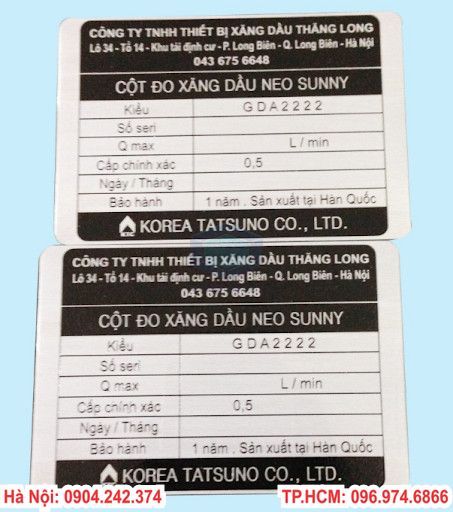 CÔNG TY TNHH THIẾT BỊ XĂNG DẦU THĂNG LONG
Lô 34 - Tổ 14 - Khu tái định cư - P. Long Biên - Q. Long Biên - Hà Nội
043 675 6648
CỘT ĐO XĂNG DẦU NEO SUNNY
Kiểu GDA2222
Số seri
Q max L / min
Cấp chính xác 0,5
Ngày / Tháng
Bảo hành 1 năm . Sản xuất tại Hàn Quốc
KOREA TATSUNO CO., LTD.
CÔNG TY TNHH THIẾT BỊ XĂNG DẦU THĂNG LONG
Lô 34 - Tổ 14 - Khu tái định cư - P. Long Biên - Q. Long Biên - Hà Nội
043 675 6648
CỘT ĐO XĂNG DẦU NEO SUNNY
Kiểu GDA2222
Số seri
Q max L / min
Cấp chính xác 0,5
Ngày / Tháng
Bảo hành 1 năm . Sản xuất tại Hàn Quốc
KOREA TATSUNO CO., LTD.
Hà Nội: 0904.242.374 TP.HCM: 096.974.6866